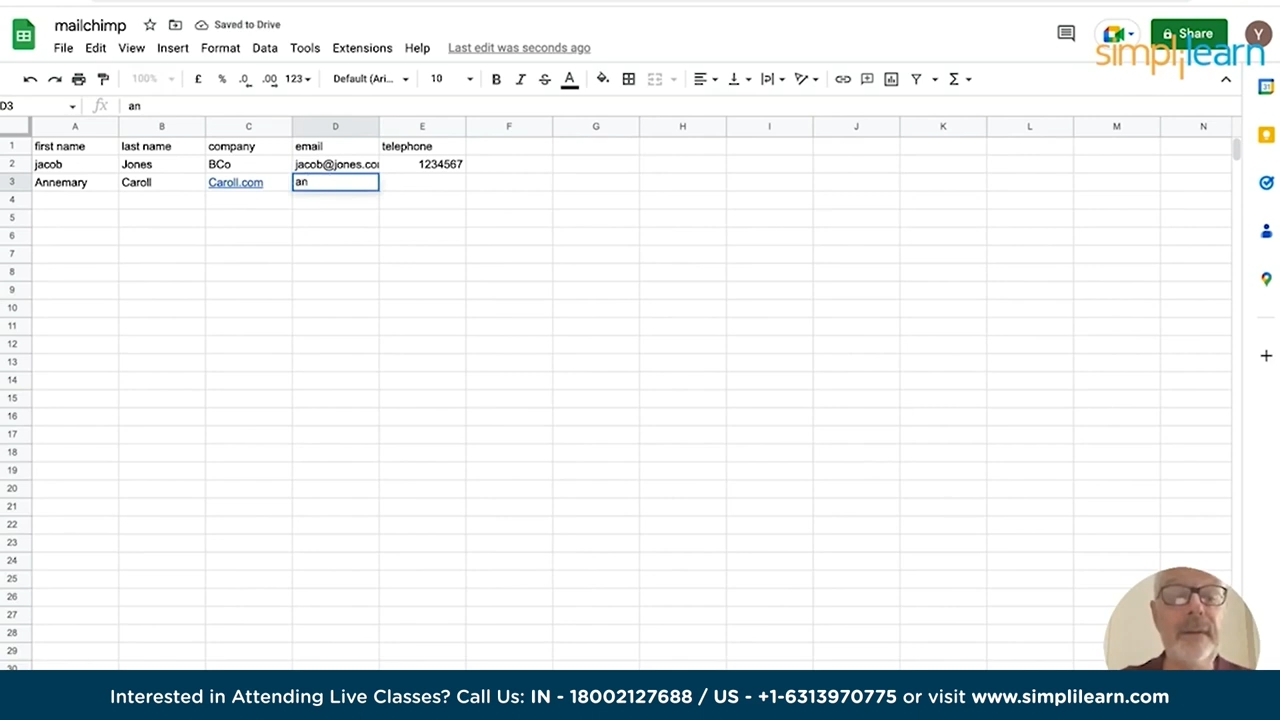 mailchimp Saved to Drive
File Edit View Insert Format Data Tools Extensions Help Last edit was seconds ago
Share
simplilearn
100% £ % .0 .00 123 Default (Ari... 10 B I S A
D3 fx an
A B C D E F G H I J K L M N
1 first name last name company email telephone
2 jacob Jones BCo jacob@jones.co 1234567
3 Annemary Caroll Caroll.com an
4
5
6
7
8
9
10
11
12
13
14
15
16
17
18
19
20
21
22
23
24
25
26
27
28
29
30
Interested in Attending Live Classes? Call Us: IN - 18002127688 / US - +1-6313970775 or visit www.simplilearn.com